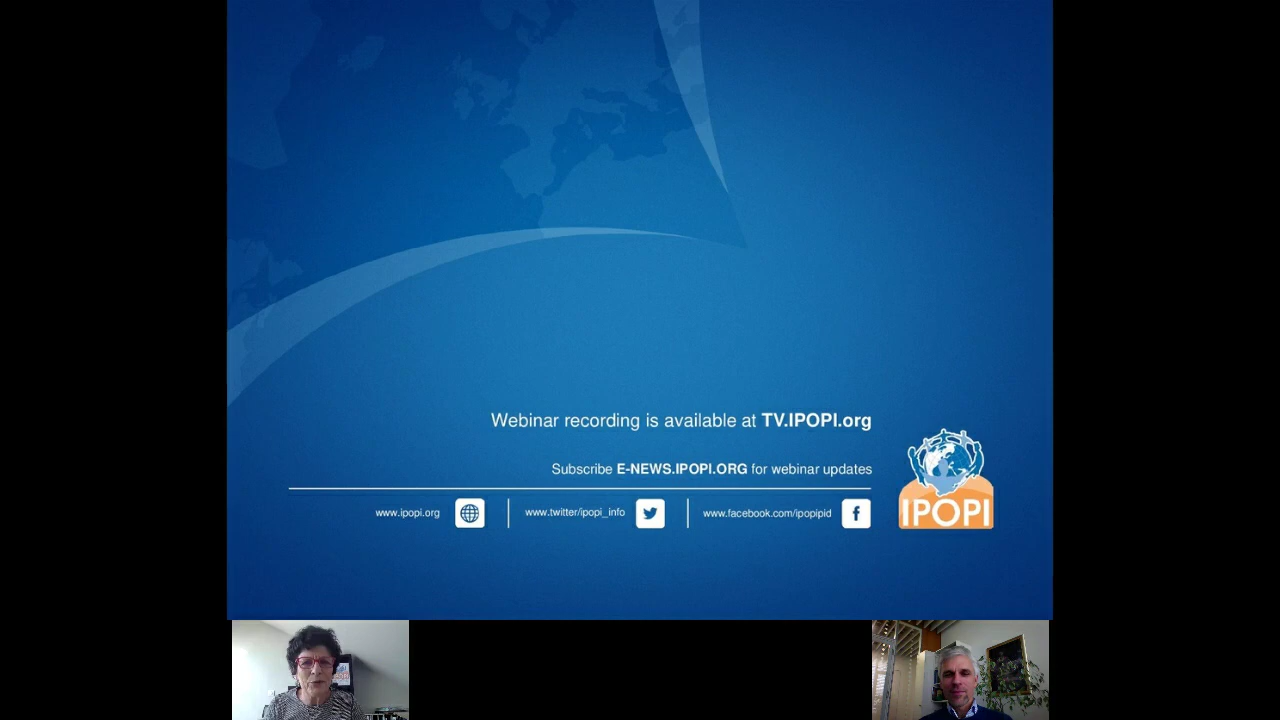 Webinar recording is available at TV.IPOPI.org
Subscribe E-NEWS.IPOPI.ORG for webinar updates
www.ipopi.org
www.twitter/ipopi_info
www.facebook.com/ipopipid
IPOPI